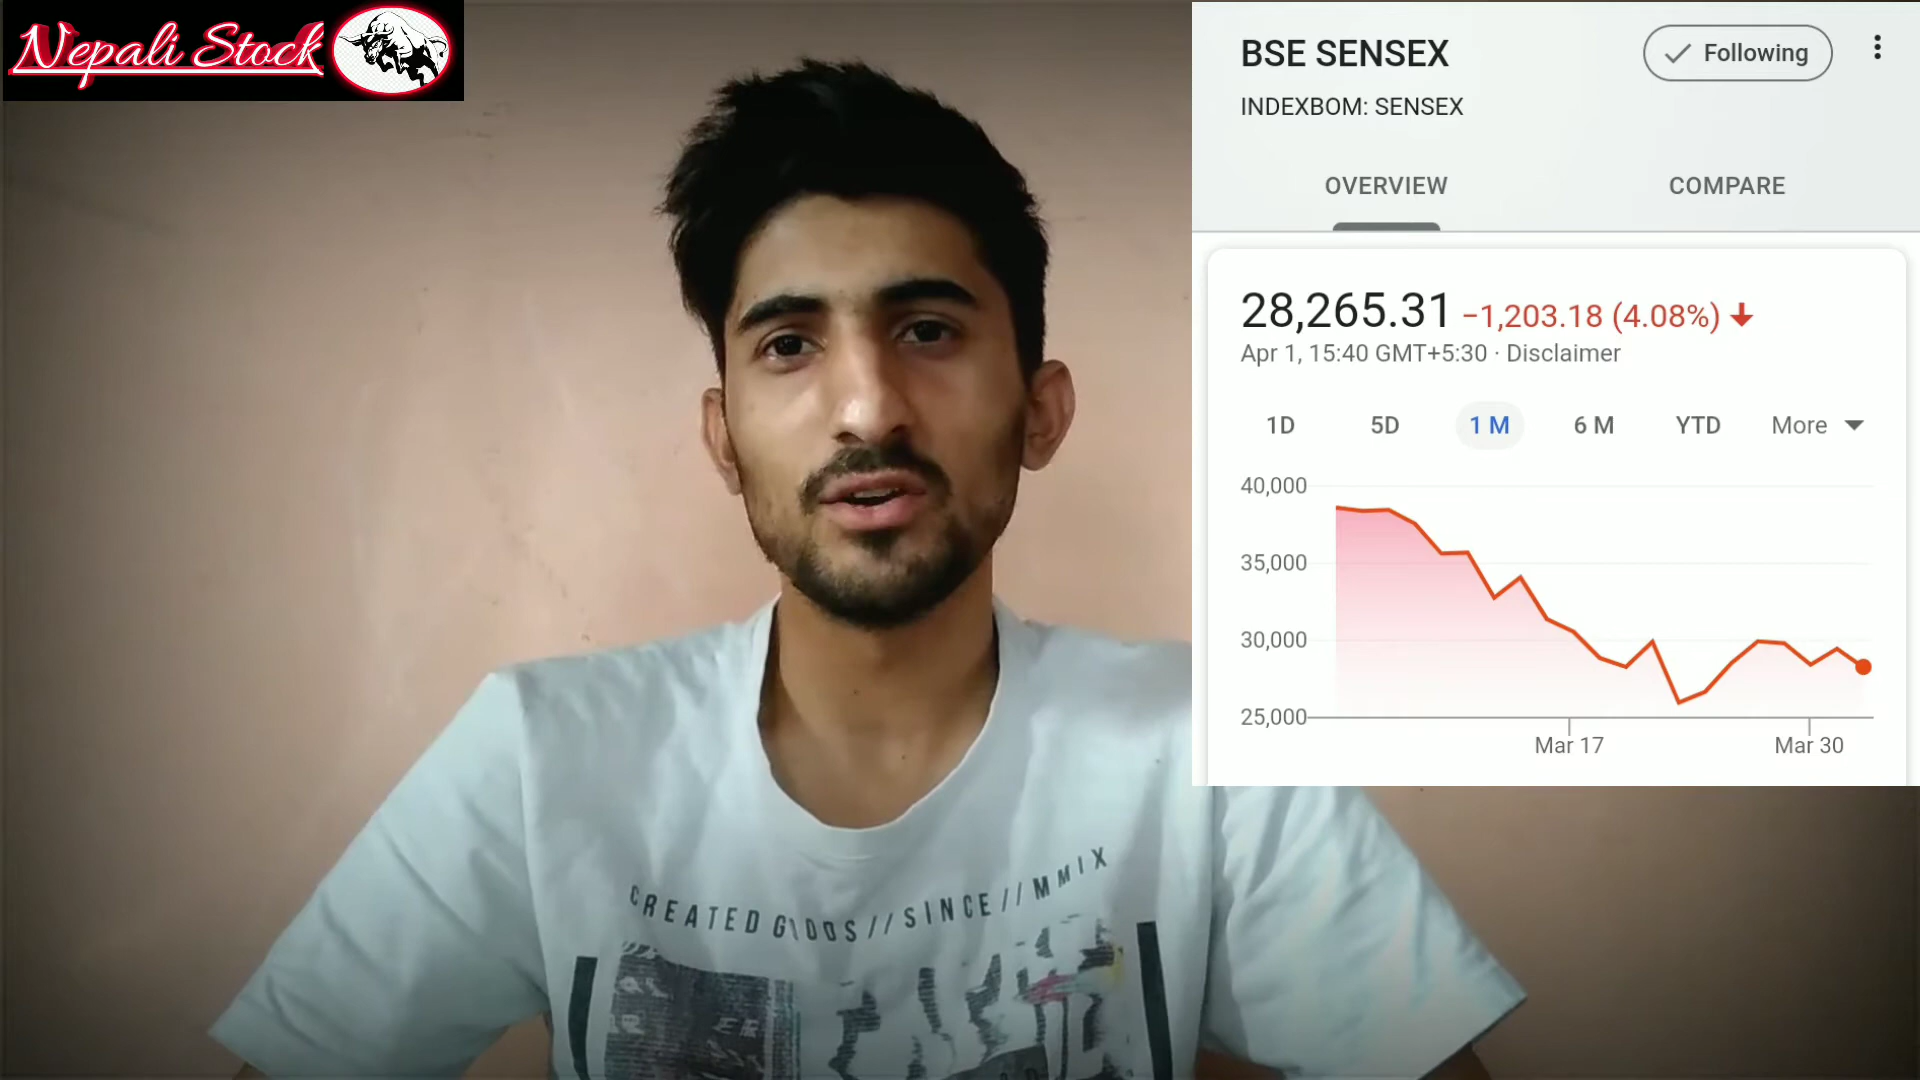 Nepali Stock
BSE SENSEX
Following
INDEXBOM: SENSEX
OVERVIEW
COMPARE
28,265.31 −1,203.18 (4.08%)
Apr 1, 15:40 GMT+5:30 · Disclaimer
1D 5D 1 M 6 M YTD More
40,000
35,000
30,000
25,000
Mar 17 Mar 30
CREATED GOODS // SINCE // MMIX